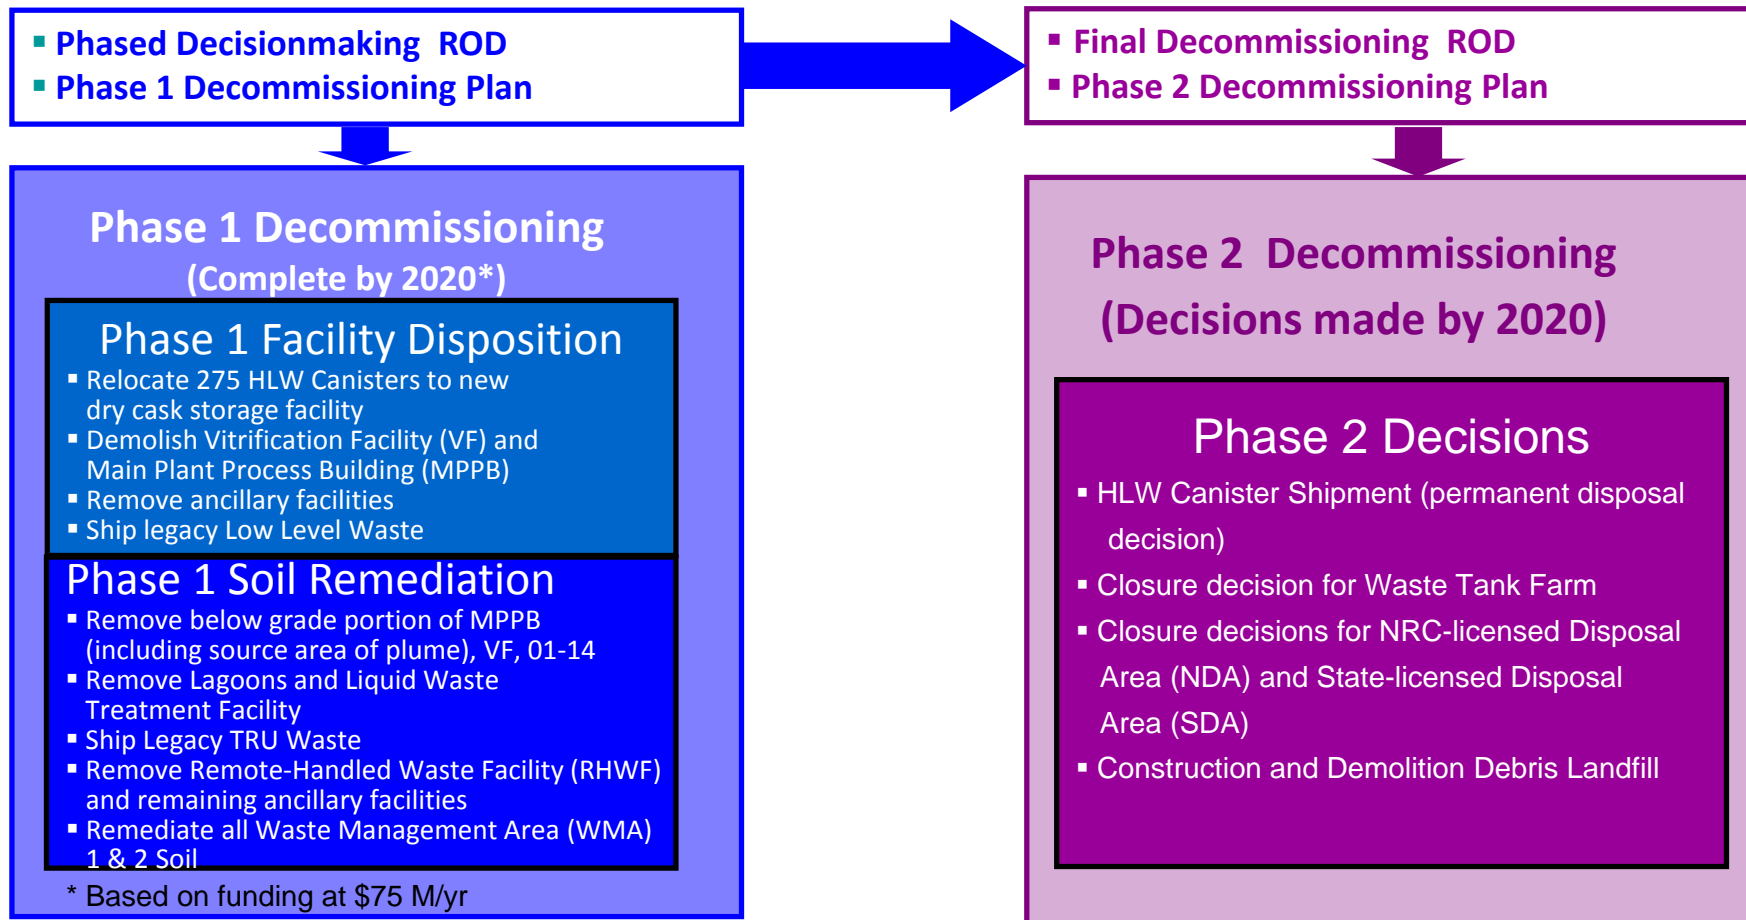 ▪ Phased Decisionmaking ROD
▪ Phase 1 Decommissioning Plan
Phase 1 Decommissioning
(Complete by 2020*)
Phase 1 Facility Disposition
▪ Relocate 275 HLW Canisters to new
dry cask storage facility
▪ Demolish Vitrification Facility (VF) and
Main Plant Process Building (MPPB)
▪ Remove ancillary facilities
▪ Ship legacy Low Level Waste
Phase 1 Soil Remediation
▪ Remove below grade portion of MPPB
(including source area of plume), VF, 01-14
▪ Remove Lagoons and Liquid Waste
Treatment Facility
▪ Ship Legacy TRU Waste
▪ Remove Remote-Handled Waste Facility (RHWF)
and remaining ancillary facilities
▪ Remediate all Waste Management Area (WMA)
1 & 2 Soil
* Based on funding at $75 M/yr
▪ Final Decommissioning ROD
▪ Phase 2 Decommissioning Plan
Phase 2 Decommissioning
(Decisions made by 2020)
Phase 2 Decisions
▪ HLW Canister Shipment (permanent disposal
decision)
▪ Closure decision for Waste Tank Farm
▪ Closure decisions for NRC-licensed Disposal
Area (NDA) and State-licensed Disposal
Area (SDA)
▪ Construction and Demolition Debris Landfill